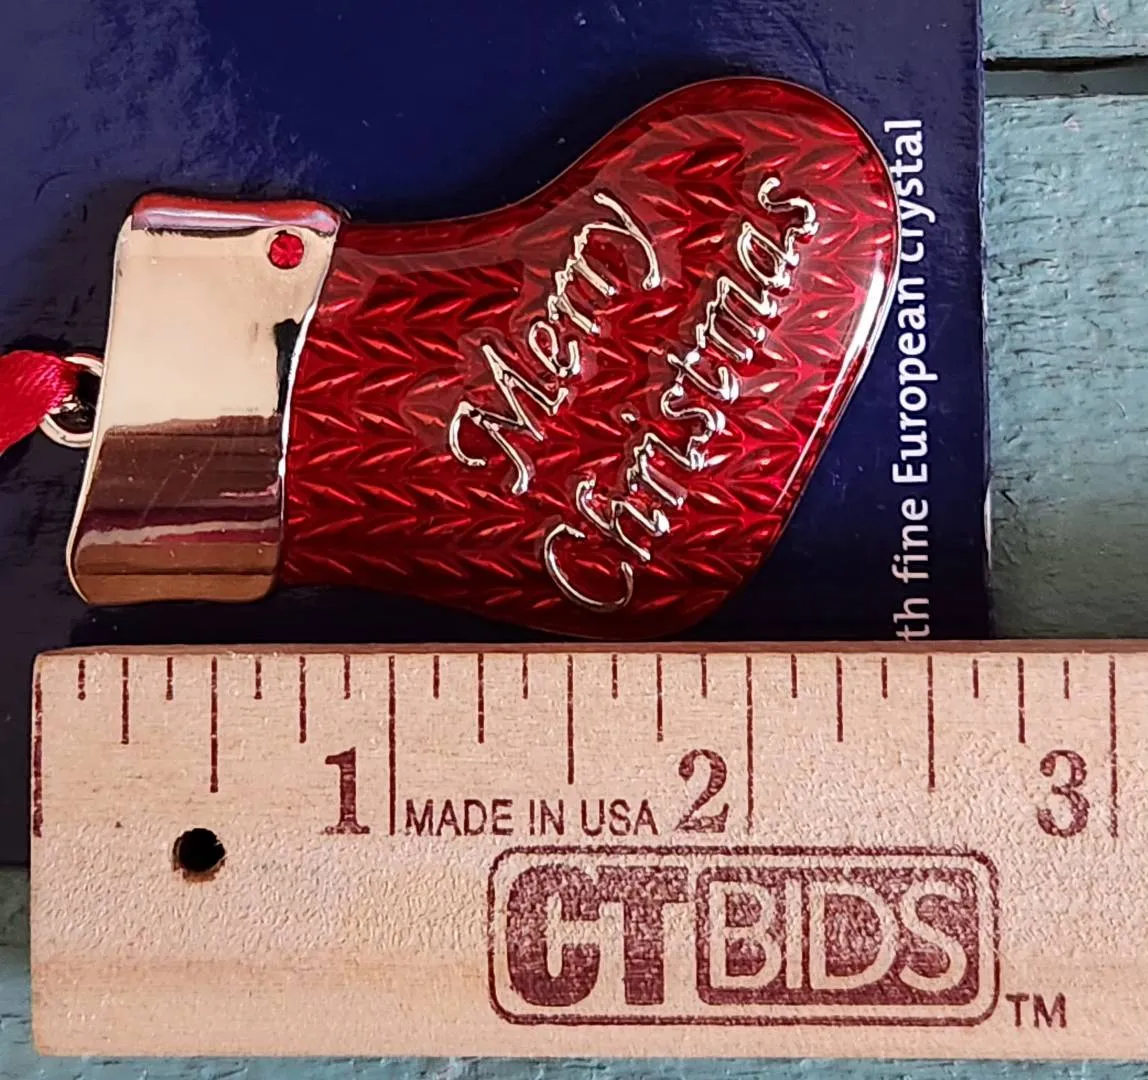 Merry
Christmas
th fine European crystal
1 2 3
MADE IN USA
CTBIDS
TM